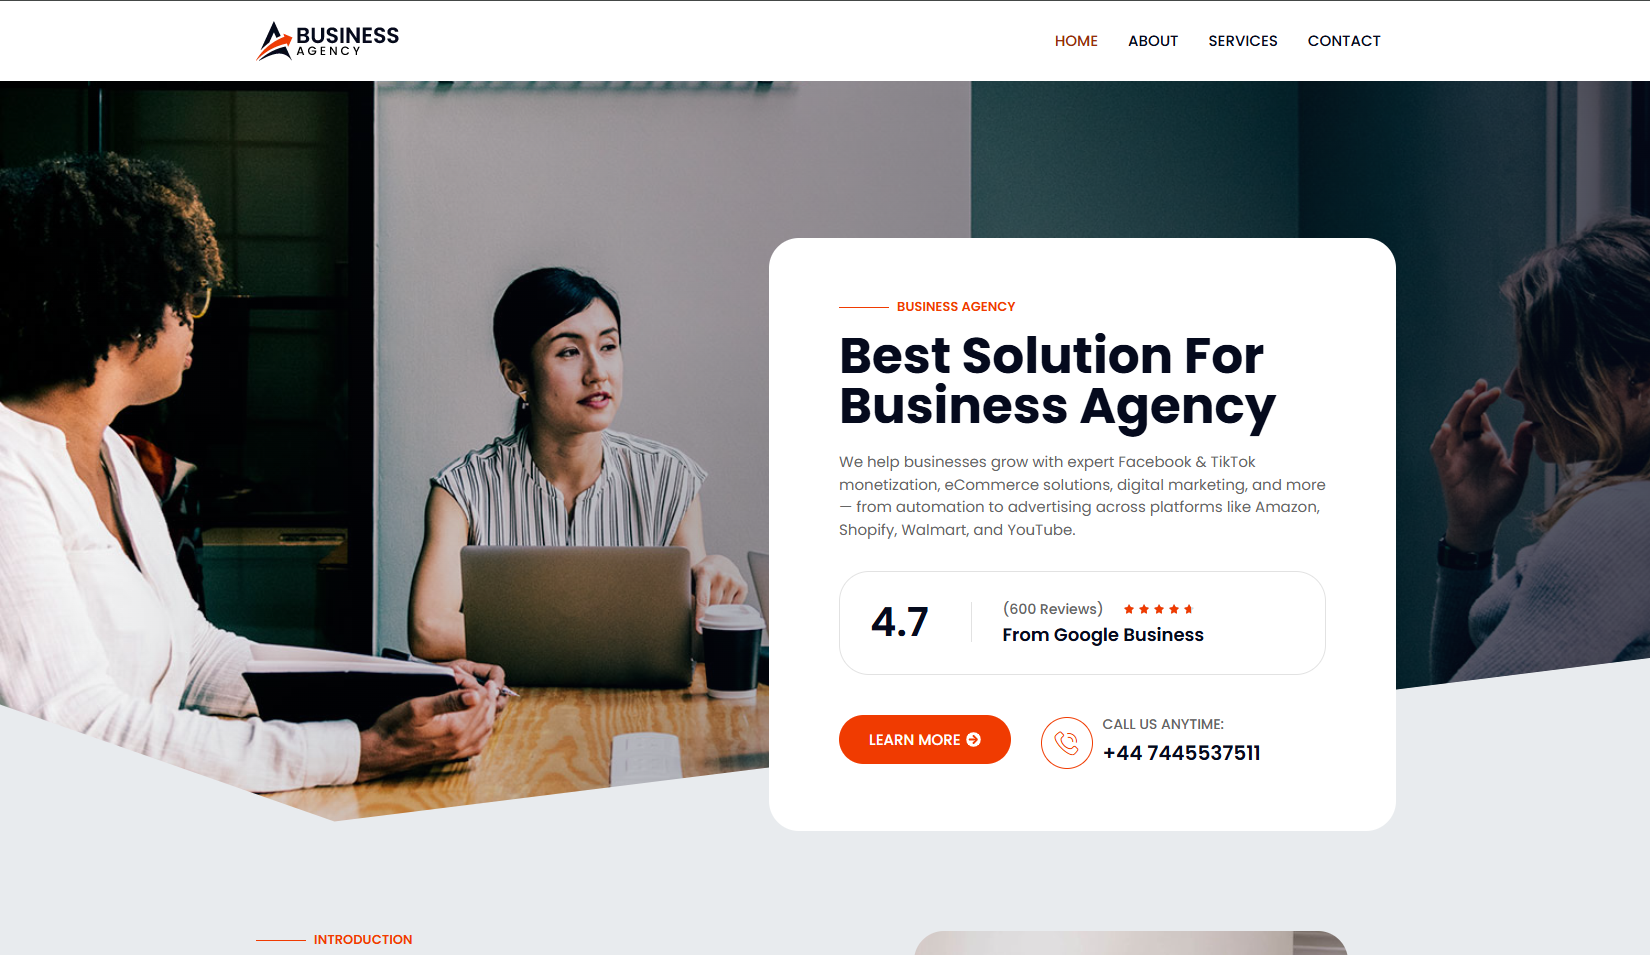 BUSINESS
AGENCY
HOME ABOUT SERVICES CONTACT
BUSINESS AGENCY
Best Solution For
Business Agency
We help businesses grow with expert Facebook & TikTok
monetization, eCommerce solutions, digital marketing, and more
— from automation to advertising across platforms like Amazon,
Shopify, Walmart, and YouTube.
4.7
(600 Reviews)
From Google Business
LEARN MORE
CALL US ANYTIME:
+44 7445537511
INTRODUCTION